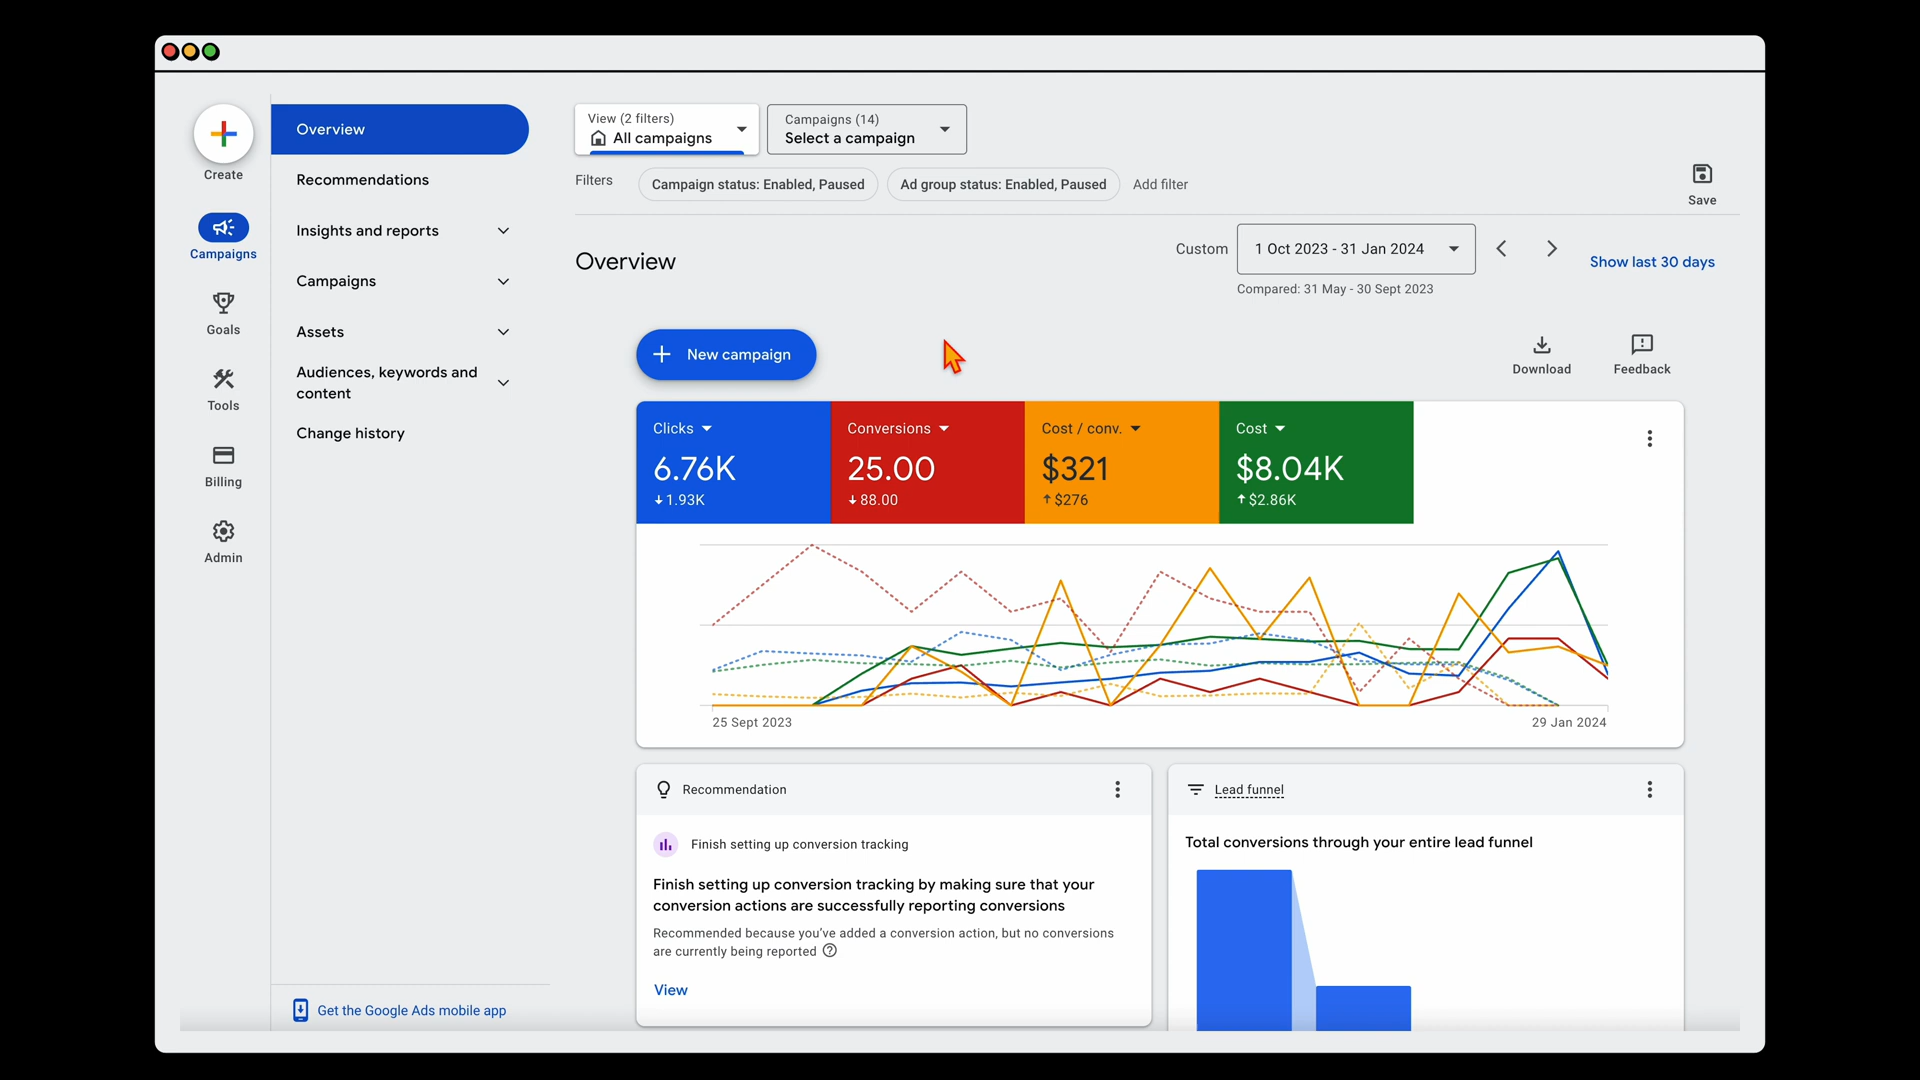 Create
Campaigns
Goals
Tools
Billing
Admin
Overview
Recommendations
Insights and reports
Campaigns
Assets
Audiences, keywords and
content
Change history
Get the Google Ads mobile app
View (2 filters)
All campaigns
Campaigns (14)
Select a campaign
Filters
Campaign status: Enabled, Paused
Ad group status: Enabled, Paused
Add filter
Save
Overview
Custom
1 Oct 2023 - 31 Jan 2024
Show last 30 days
Compared: 31 May - 30 Sept 2023
New campaign
Download
Feedback
Clicks
6.76K
↓1.93K
Conversions
25.00
↓88.00
Cost / conv.
$321
↑$276
Cost
$8.04K
↑$2.86K
25 Sept 2023
29 Jan 2024
Recommendation
Finish setting up conversion tracking
Finish setting up conversion tracking by making sure that your
conversion actions are successfully reporting conversions
Recommended because you've added a conversion action, but no conversions
are currently being reported
View
Lead funnel
Total conversions through your entire lead funnel